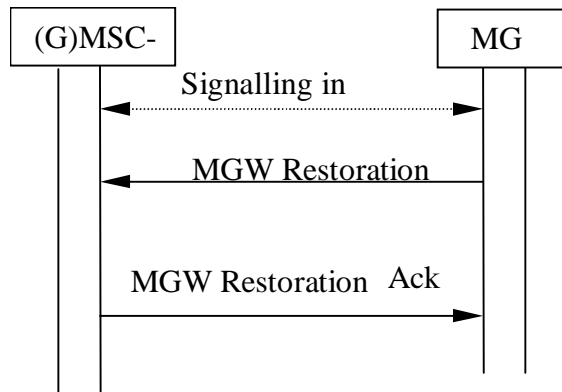 (G)MSC-
MG
Signalling in
MGW Restoration
MGW Restoration Ack